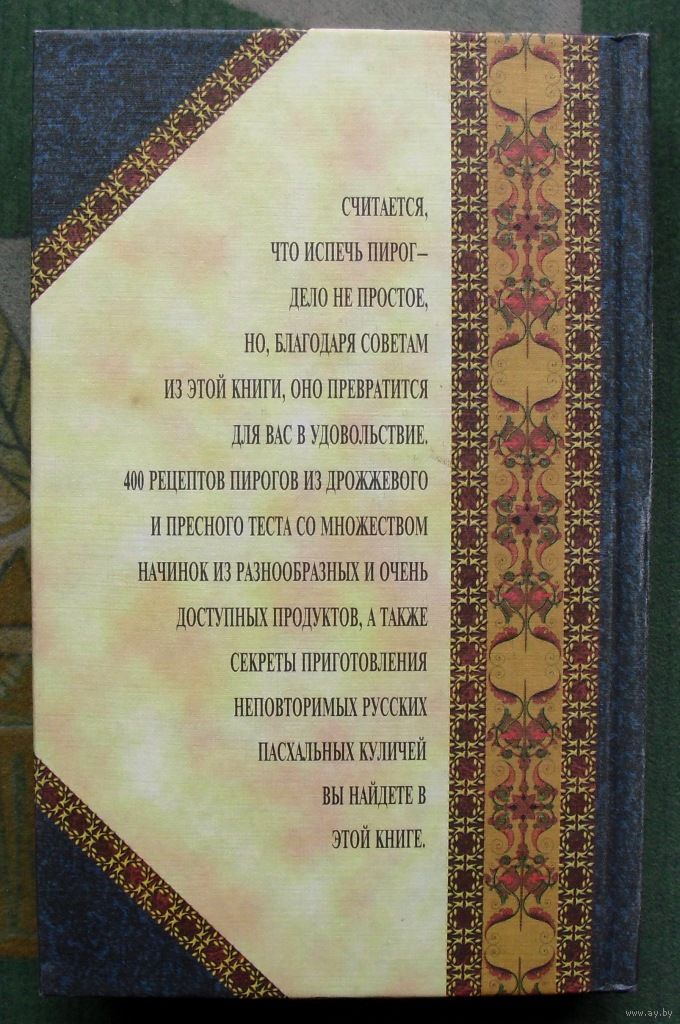 СЧИТАЕТСЯ,
ЧТО ИСПЕЧЬ ПИРОГ–
ДЕЛО НЕ ПРОСТОЕ,
НО, БЛАГОДАРЯ СОВЕТАМ
ИЗ ЭТОЙ КНИГИ, ОНО ПРЕВРАТИТСЯ
ДЛЯ ВАС В УДОВОЛЬСТВИЕ.
400 РЕЦЕПТОВ ПИРОГОВ ИЗ ДРОЖЖЕВОГО
И ПРЕСНОГО ТЕСТА СО МНОЖЕСТВОМ
НАЧИНОК ИЗ РАЗНООБРАЗНЫХ И ОЧЕНЬ
ДОСТУПНЫХ ПРОДУКТОВ, А ТАКЖЕ
СЕКРЕТЫ ПРИГОТОВЛЕНИЯ
НЕПОВТОРИМЫХ РУССКИХ
ПАСХАЛЬНЫХ КУЛИЧЕЙ
ВЫ НАЙДЕТЕ В
ЭТОЙ КНИГЕ.
www.ay.by